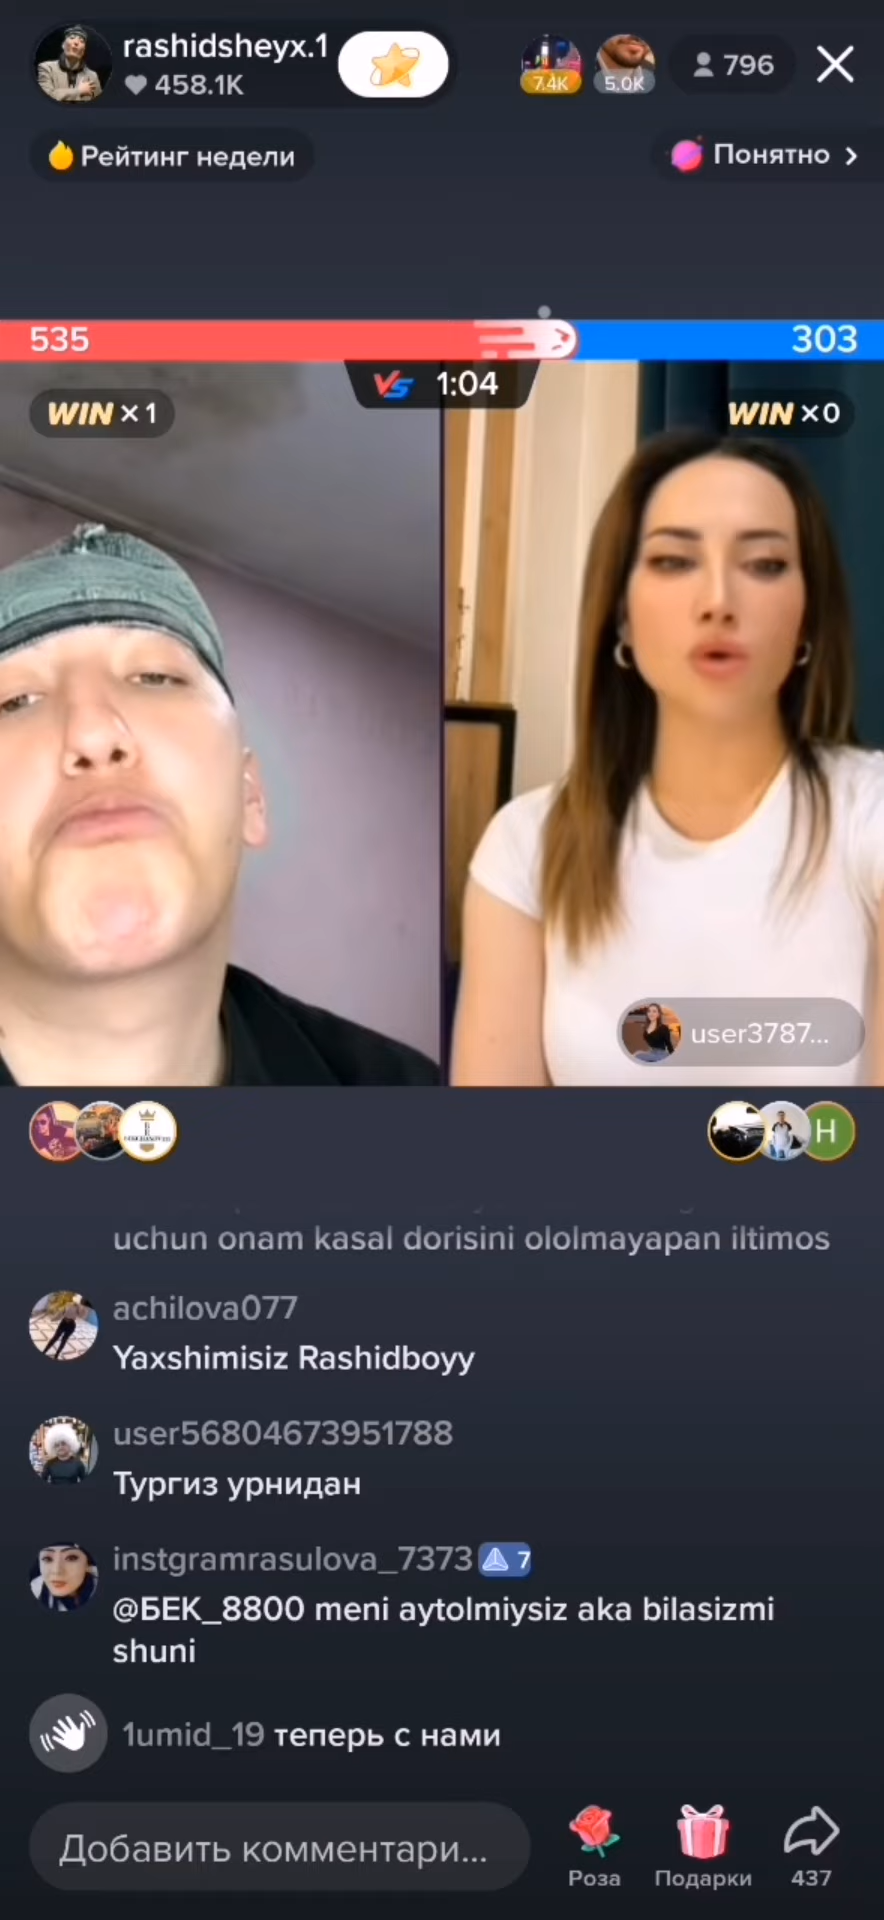 rashidsheyx.1
458.1K
7.4K
5.0K
796
Рейтинг недели
Понятно
535
303
VS 1:04
WIN ×1
WIN ×0
user3787...
H
uchun onam kasal dorisini ololmayapan iltimos
achilova077
Yaxshimisiz Rashidboyy
user56804673951788
Тургиз урнидан
instgramrasulova_7373 7
@БЕК_8800 meni aytolmiysiz aka bilasizmi
shuni
1umid_19 теперь с нами
Добавить комментари...
Роза
Подарки
437